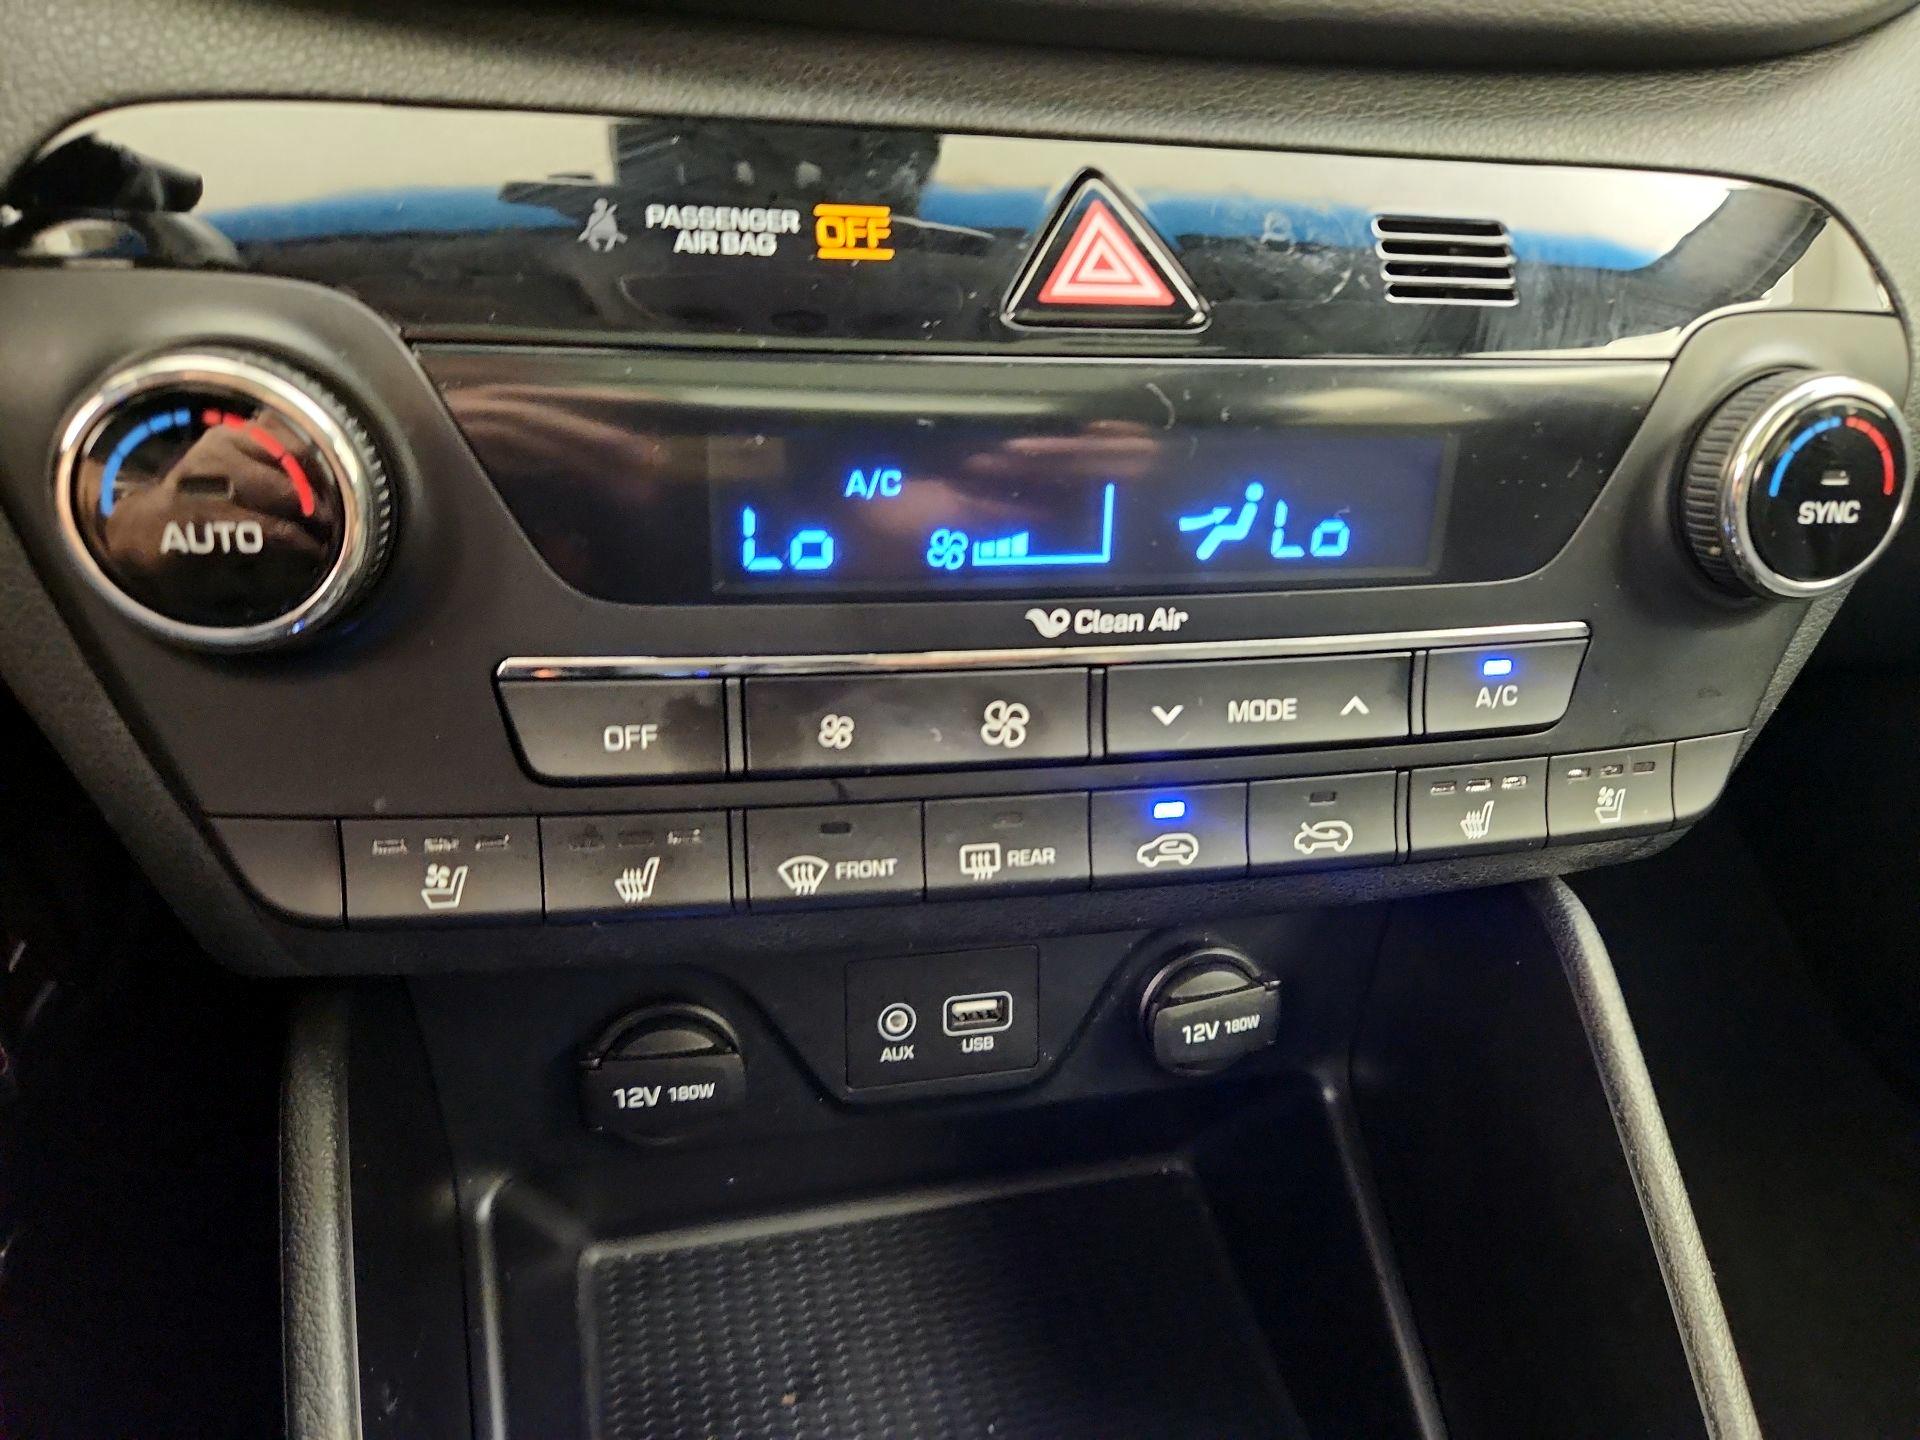 PASSENGER
AIR BAG
OFF
AUTO
A/C
Lo
Lo
SYNC
Clean Air
OFF
MODE
A/C
FRONT
REAR
AUX
USB
12V 180W
12V 180W